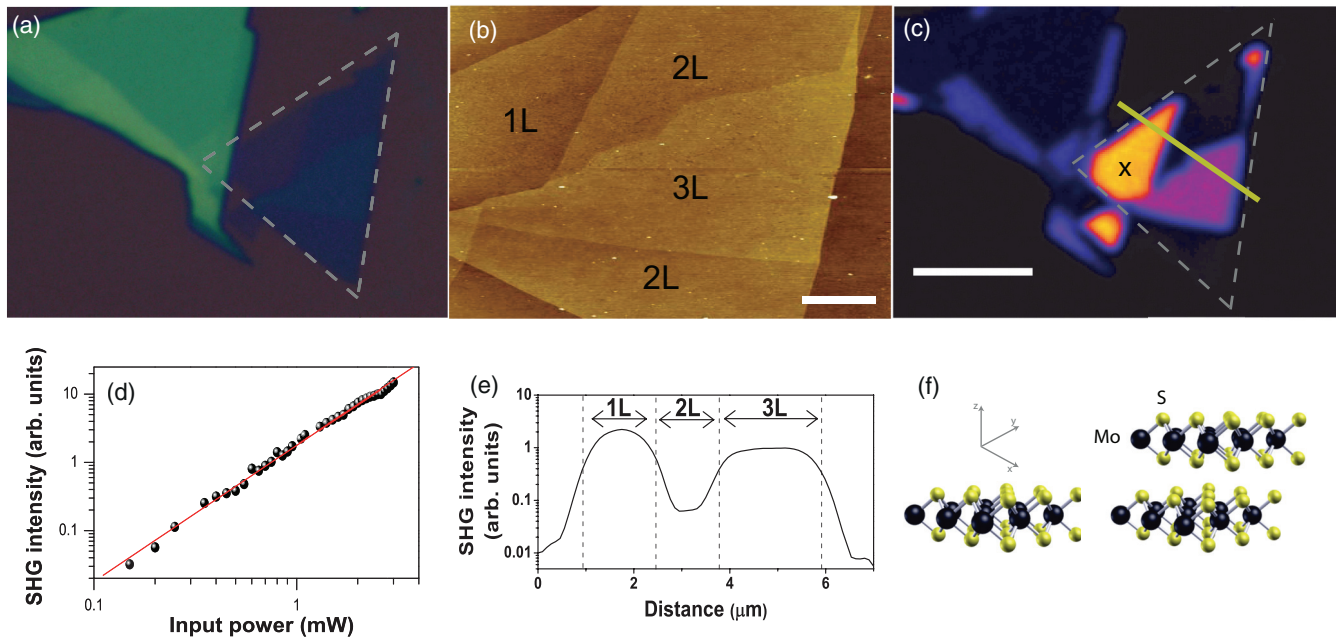 (a)
(b)
2L
1L
3L
2L
(c)
x
(d)
SHG intensity (arb. units)
10
1
0.1
0.1
1
Input power (mW)
(e)
SHG intensity
(arb. units)
10
1
0.1
0.01
1L
2L
3L
0
2
4
6
Distance (μm)
(f)
z
y
x
S
Mo